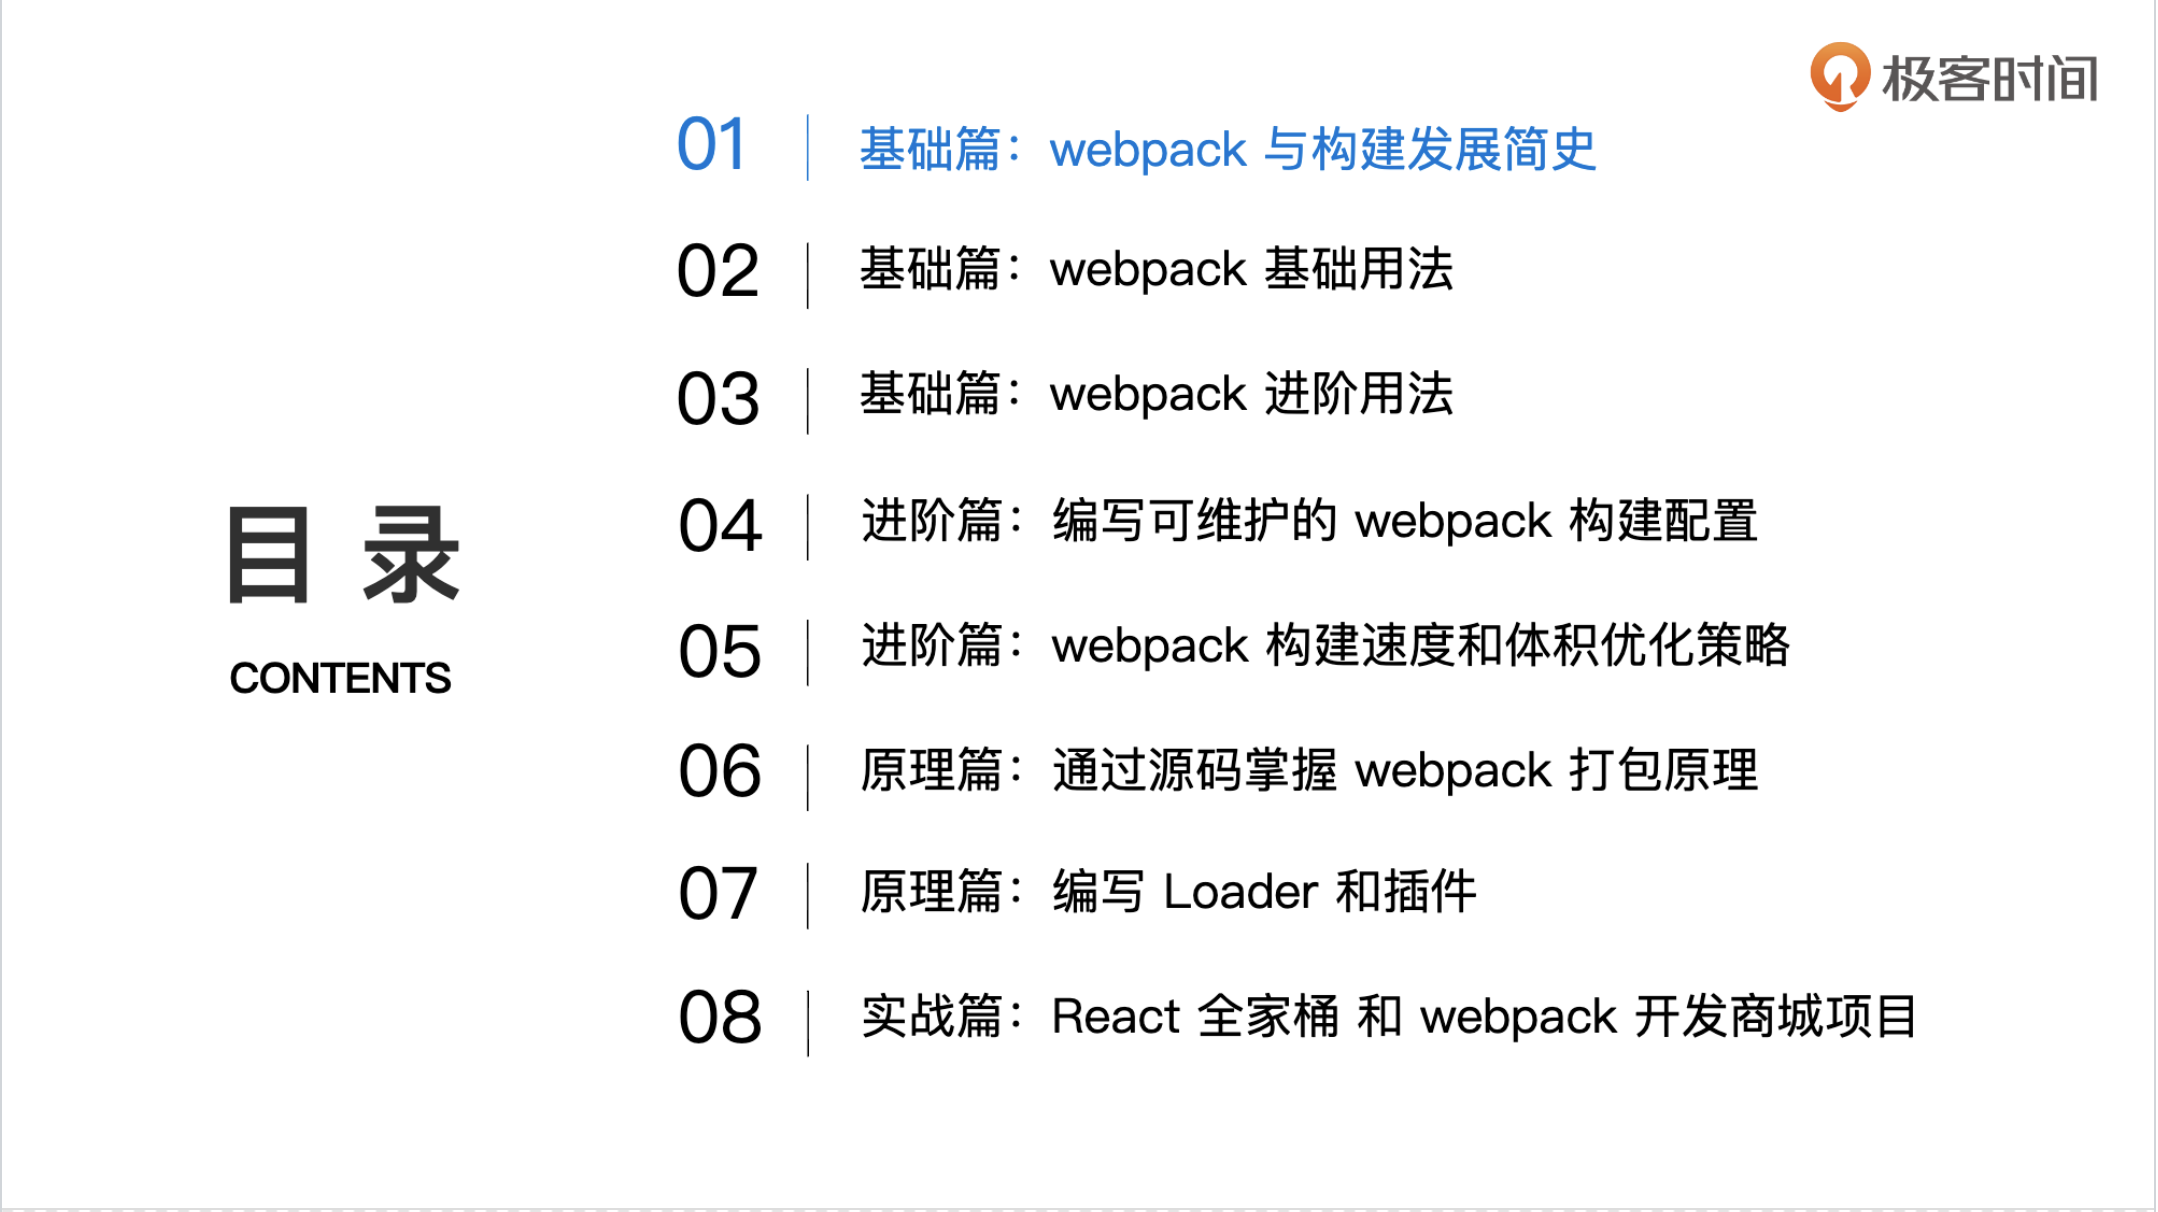 极客时间
01 基础篇：webpack 与构建发展简史
02 基础篇：webpack 基础用法
03 基础篇：webpack 进阶用法
目 录
CONTENTS
04 进阶篇：编写可维护的 webpack 构建配置
05 进阶篇：webpack 构建速度和体积优化策略
06 原理篇：通过源码掌握 webpack 打包原理
07 原理篇：编写 Loader 和插件
08 实战篇：React 全家桶 和 webpack 开发商城项目